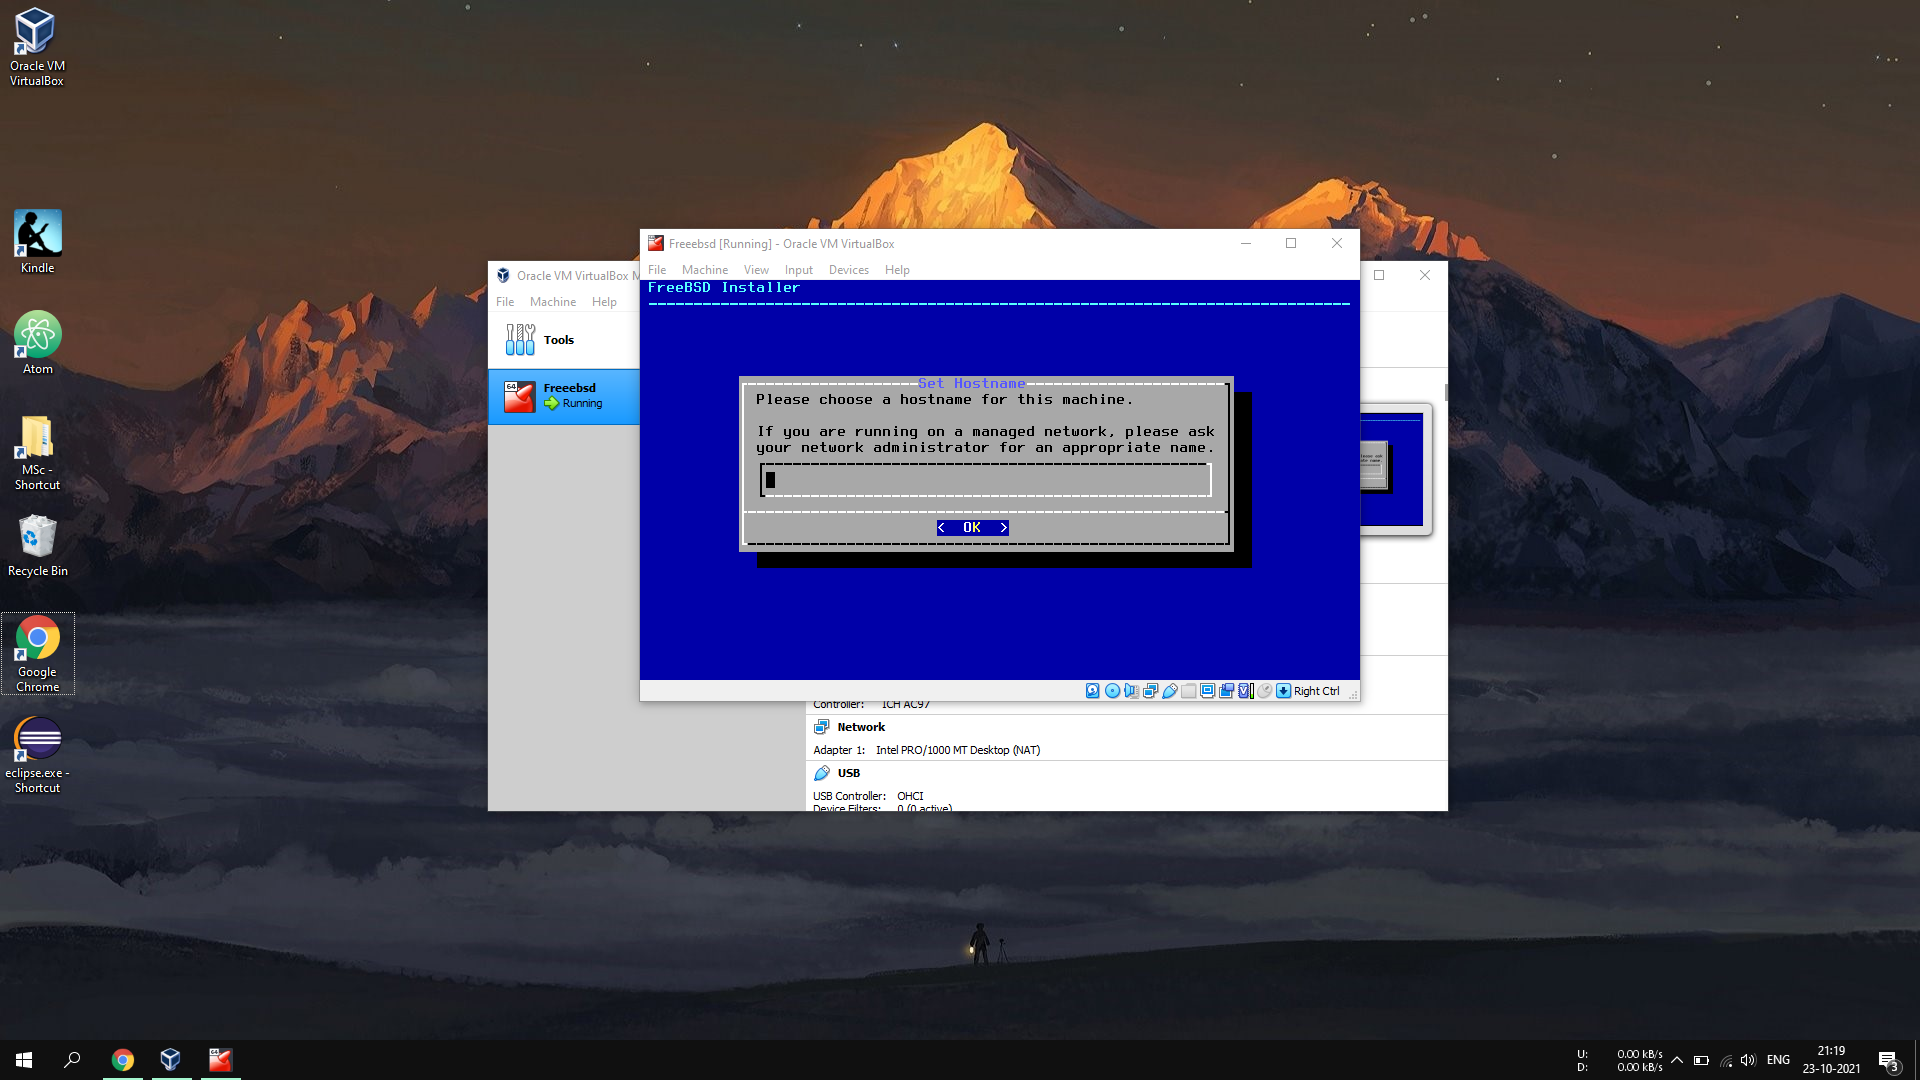 Oracle VM
VirtualBox
Kindle
Atom
MSc -
Shortcut
Recycle Bin
Google
Chrome
eclipse.exe -
Shortcut
Oracle VM VirtualBox M
File Machine Help
Tools
64
Freeebsd
Running
Freeebsd [Running] - Oracle VM VirtualBox
File Machine View Input Devices Help
FreeBSD Installer
Set Hostname
Please choose a hostname for this machine.
If you are running on a managed network, please ask
your network administrator for an appropriate name.
< OK >
Right Ctrl
Controller: ICH AC97
Network
Adapter 1: Intel PRO/1000 MT Desktop (NAT)
USB
USB Controller: OHCI
Device Filters: 0 (0 active)
U: 0.00 kB/s
D: 0.00 kB/s
ENG
21:19
23-10-2021
3